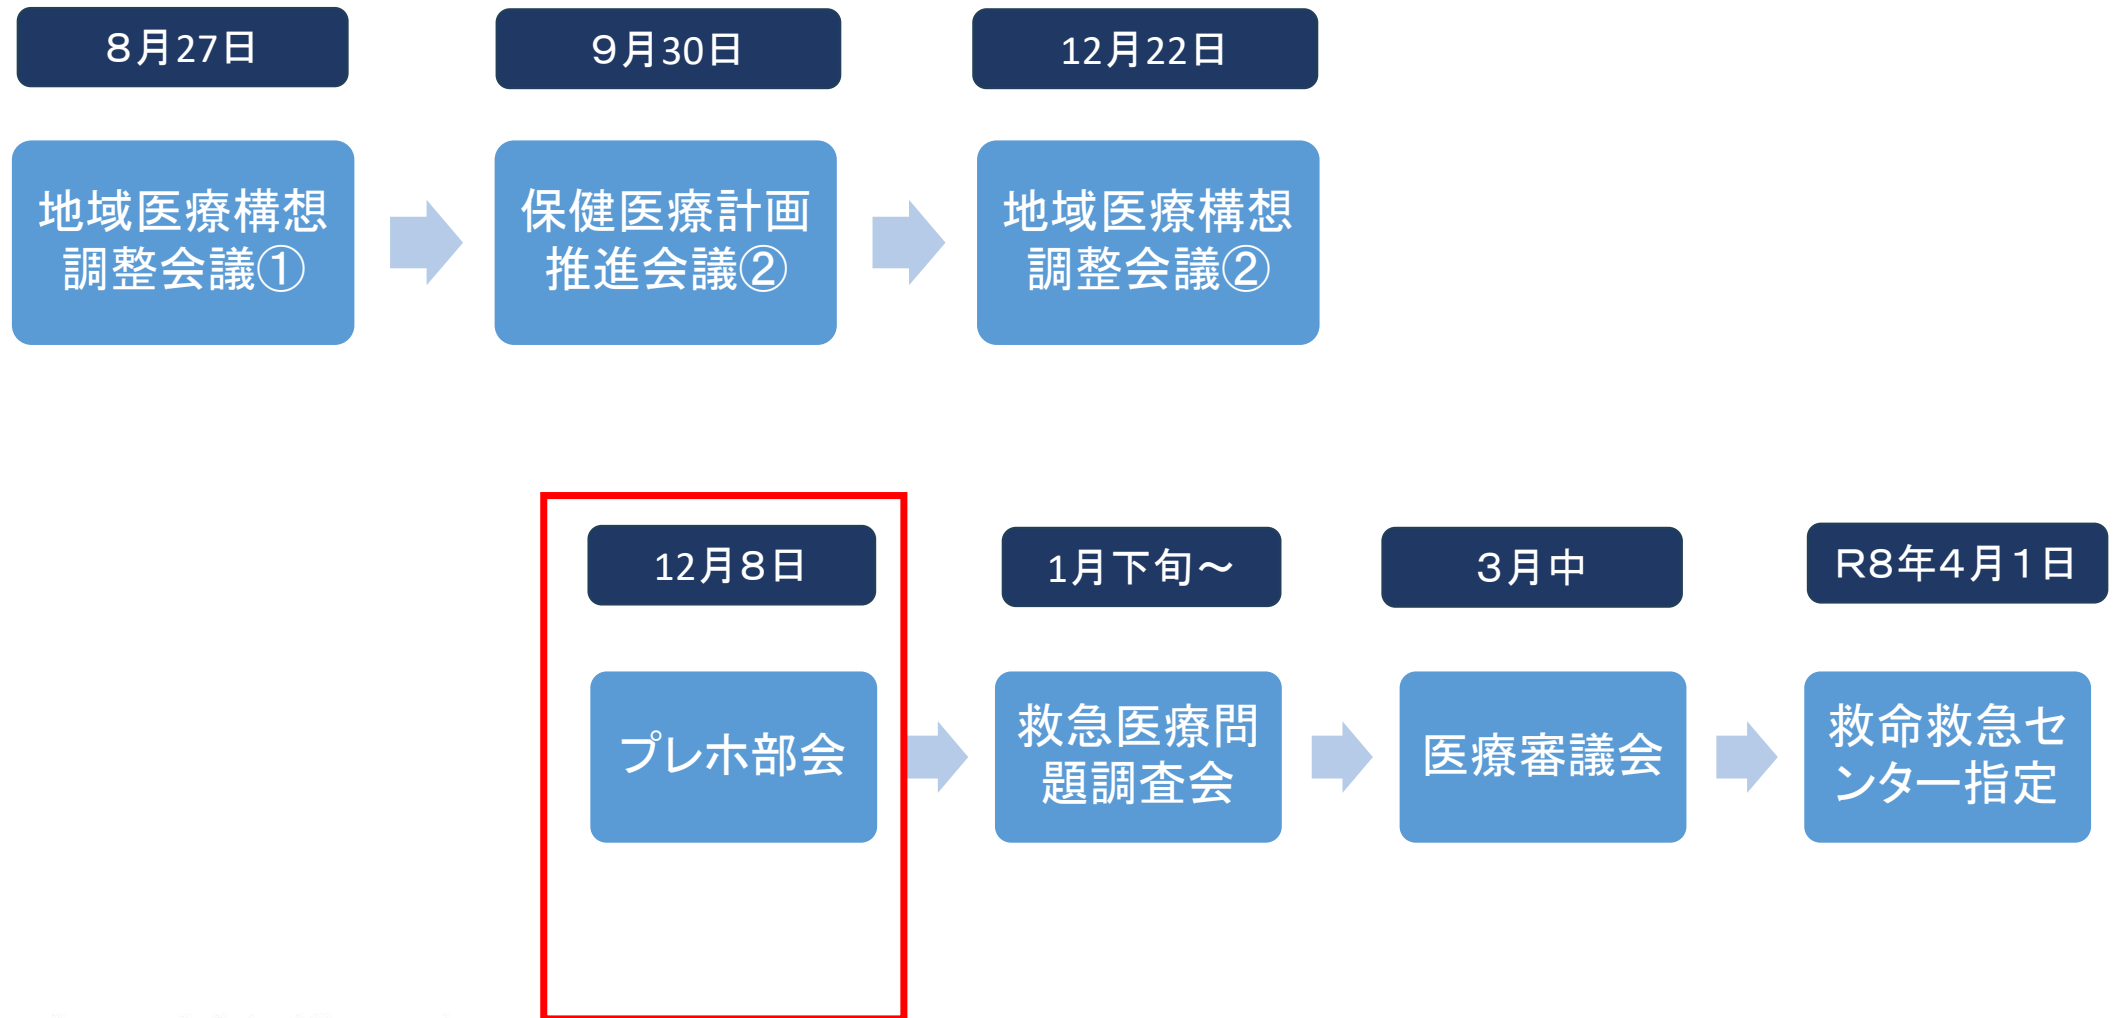 ８月27日
９月30日
12月22日
地域医療構想
調整会議①
保健医療計画
推進会議②
地域医療構想
調整会議②
12月８日
1月下旬～
３月中
R8年４月１日
プレホ部会
救急医療問
題調査会
医療審議会
救命救急セ
ンター指定